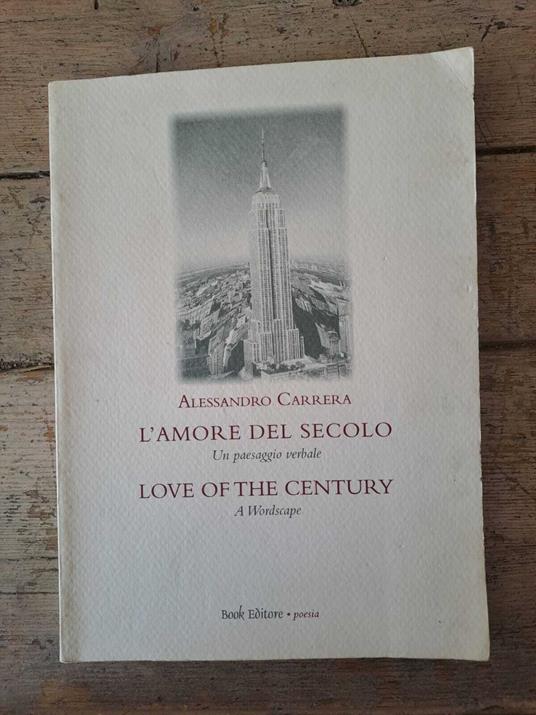 ALESSANDRO CARRERA
L'AMORE DEL SECOLO
Un paesaggio verbale
LOVE OF THE CENTURY
A Wordscape
Book Editore • poesia